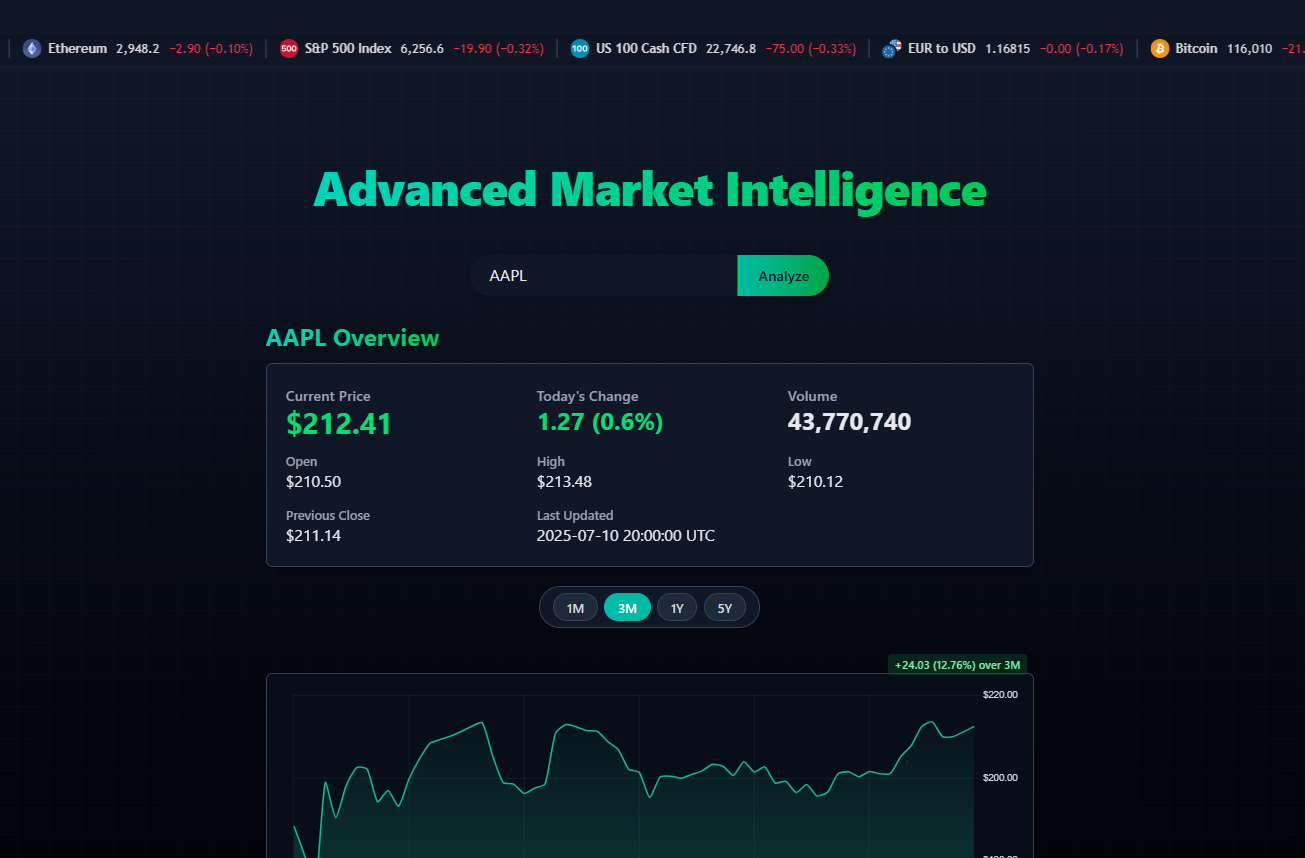 Ethereum 2,948.2 −2.90 (−0.10%) 500 S&P 500 Index 6,256.6 −19.90 (−0.32%) 100 US 100 Cash CFD 22,746.8 −75.00 (−0.33%) EUR to USD 1.16815 −0.00 (−0.17%) Bitcoin 116,010 −21.
Advanced Market Intelligence
AAPL Analyze
AAPL Overview
Current Price Today's Change Volume
$212.41 1.27 (0.6%) 43,770,740
Open High Low
$210.50 $213.48 $210.12
Previous Close Last Updated
$211.14 2025-07-10 20:00:00 UTC
1M 3M 1Y 5Y
+24.03 (12.76%) over 3M
$220.00
$200.00